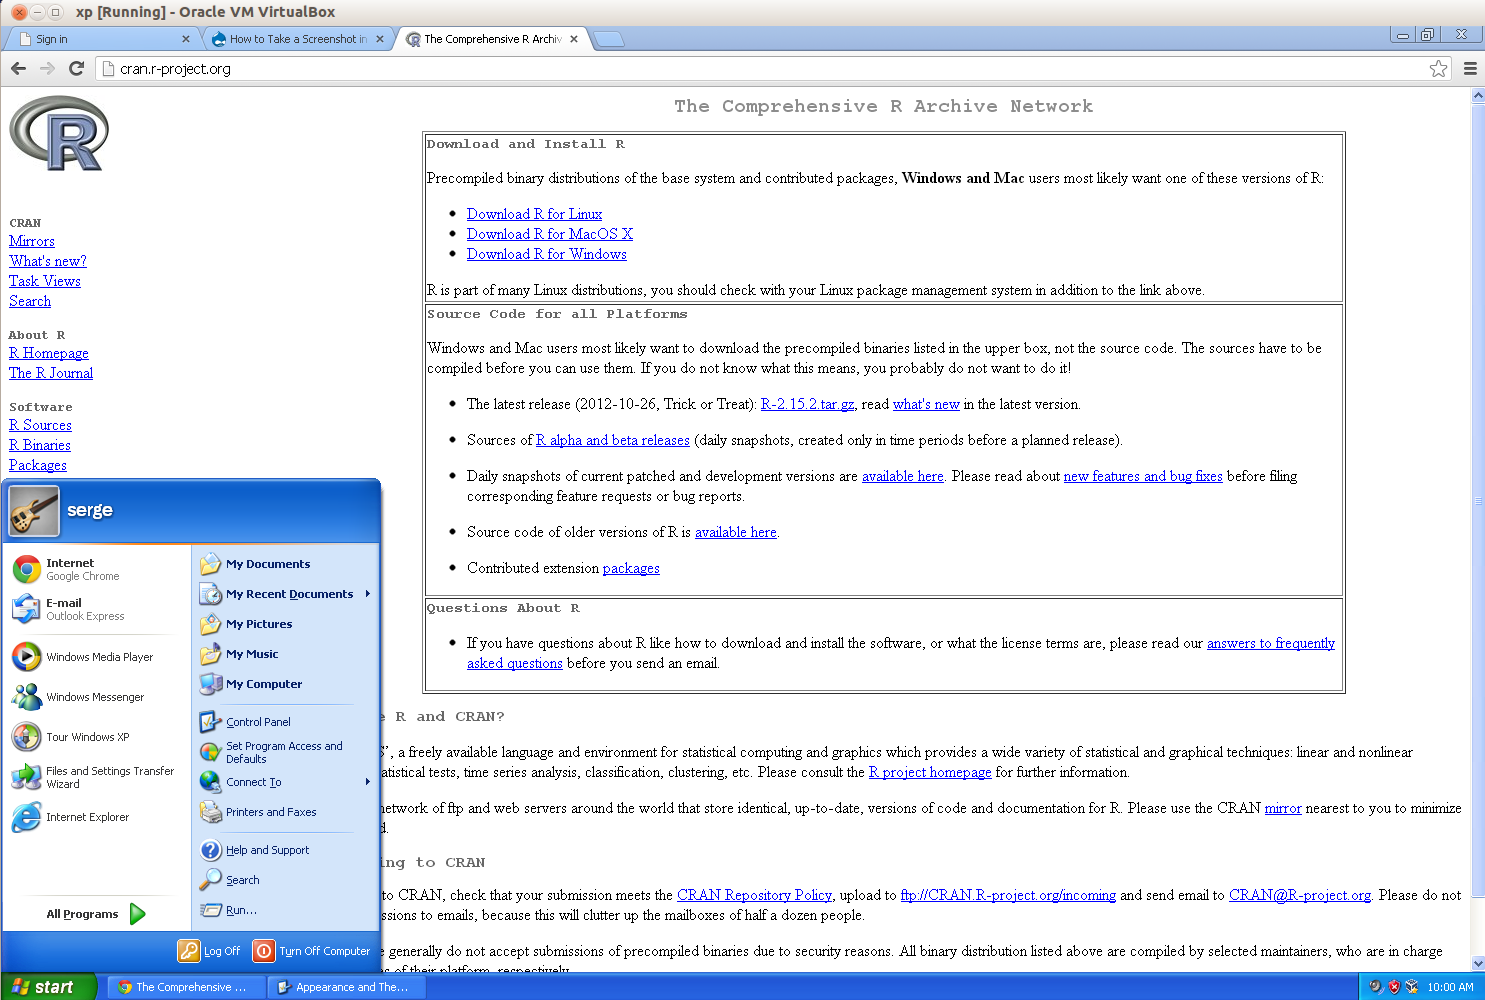 xp [Running] - Oracle VM VirtualBox
Sign in
How to Take a Screenshot in
The Comprehensive R Archiv
cran.r-project.org
R
The Comprehensive R Archive Network
CRAN
Mirrors
What's new?
Task Views
Search
About R
R Homepage
The R Journal
Software
R Sources
R Binaries
Packages
Download and Install R
Precompiled binary distributions of the base system and contributed packages, Windows and Mac users most likely want one of these versions of R:
Download R for Linux
Download R for MacOS X
Download R for Windows
R is part of many Linux distributions, you should check with your Linux package management system in addition to the link above.
Source Code for all Platforms
Windows and Mac users most likely want to download the precompiled binaries listed in the upper box, not the source code. The sources have to be
compiled before you can use them. If you do not know what this means, you probably do not want to do it!
The latest release (2012-10-26, Trick or Treat): R-2.15.2.tar.gz, read what's new in the latest version.
Sources of R alpha and beta releases (daily snapshots, created only in time periods before a planned release).
Daily snapshots of current patched and development versions are available here. Please read about new features and bug fixes before filing
corresponding feature requests or bug reports.
Source code of older versions of R is available here.
Contributed extension packages
Questions About R
If you have questions about R like how to download and install the software, or what the license terms are, please read our answers to frequently
asked questions before you send an email.
e R and CRAN?
S’, a freely available language and environment for statistical computing and graphics which provides a wide variety of statistical and graphical techniques: linear and nonlinear
atistical tests, time series analysis, classification, clustering, etc. Please consult the R project homepage for further information.
network of ftp and web servers around the world that store identical, up-to-date, versions of code and documentation for R. Please use the CRAN mirror nearest to you to minimize
d.
ing to CRAN
to CRAN, check that your submission meets the CRAN Repository Policy, upload to ftp://CRAN.R-project.org/incoming and send email to CRAN@R-project.org. Please do not
ssions to emails, because this will clutter up the mailboxes of half a dozen people.
e generally do not accept submissions of precompiled binaries due to security reasons. All binary distribution listed above are compiled by selected maintainers, who are in charge
s of their platform, respectively.
serge
Internet
Google Chrome
E-mail
Outlook Express
Windows Media Player
Windows Messenger
Tour Windows XP
Files and Settings Transfer
Wizard
Internet Explorer
All Programs
My Documents
My Recent Documents
My Pictures
My Music
My Computer
Control Panel
Set Program Access and
Defaults
Connect To
Printers and Faxes
Help and Support
Search
Run...
Log Off
Turn Off Computer
start
The Comprehensive ...
Appearance and The...
10:00 AM